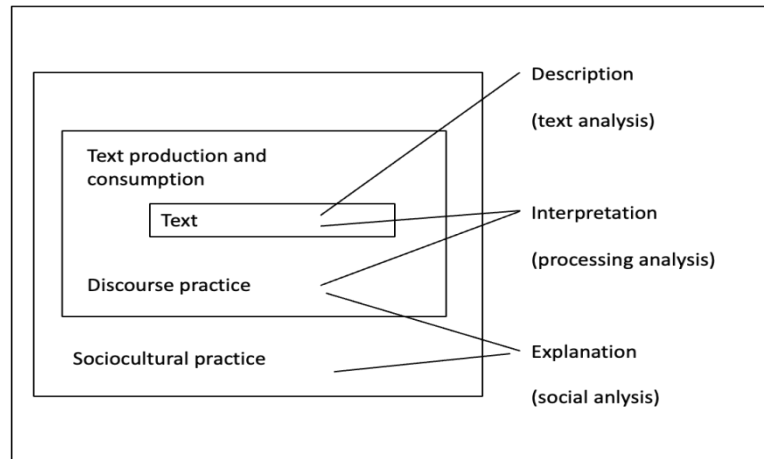 Description
(text analysis)
Text production and
consumption
Text
Interpretation
(processing analysis)
Discourse practice
Sociocultural practice
Explanation
(social anlysis)